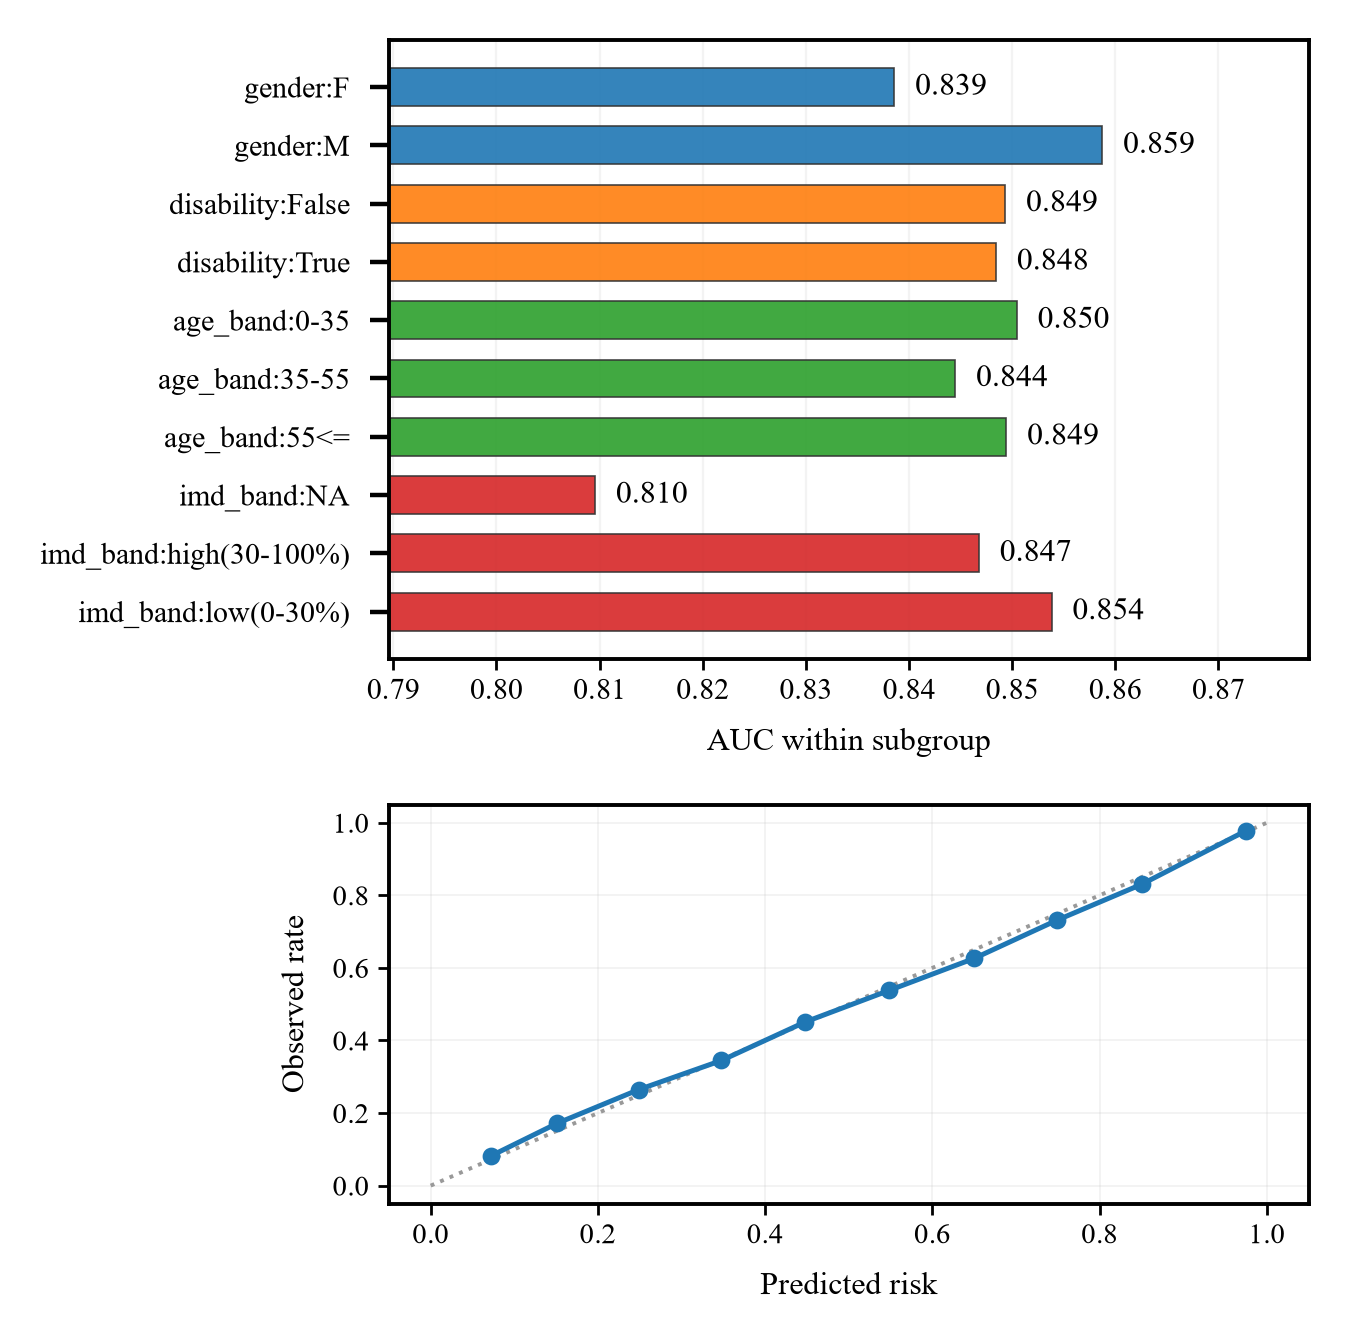 gender:F
0.839
gender:M
0.859
disability:False
0.849
disability:True
0.848
age_band:0-35
0.850
age_band:35-55
0.844
age_band:55<=
0.849
imd_band:NA
0.810
imd_band:high(30-100%)
0.847
imd_band:low(0-30%)
0.854
0.79 0.80 0.81 0.82 0.83 0.84 0.85 0.86 0.87
AUC within subgroup
1.0
0.8
0.6
0.4
0.2
0.0
Observed rate
0.0 0.2 0.4 0.6 0.8 1.0
Predicted risk